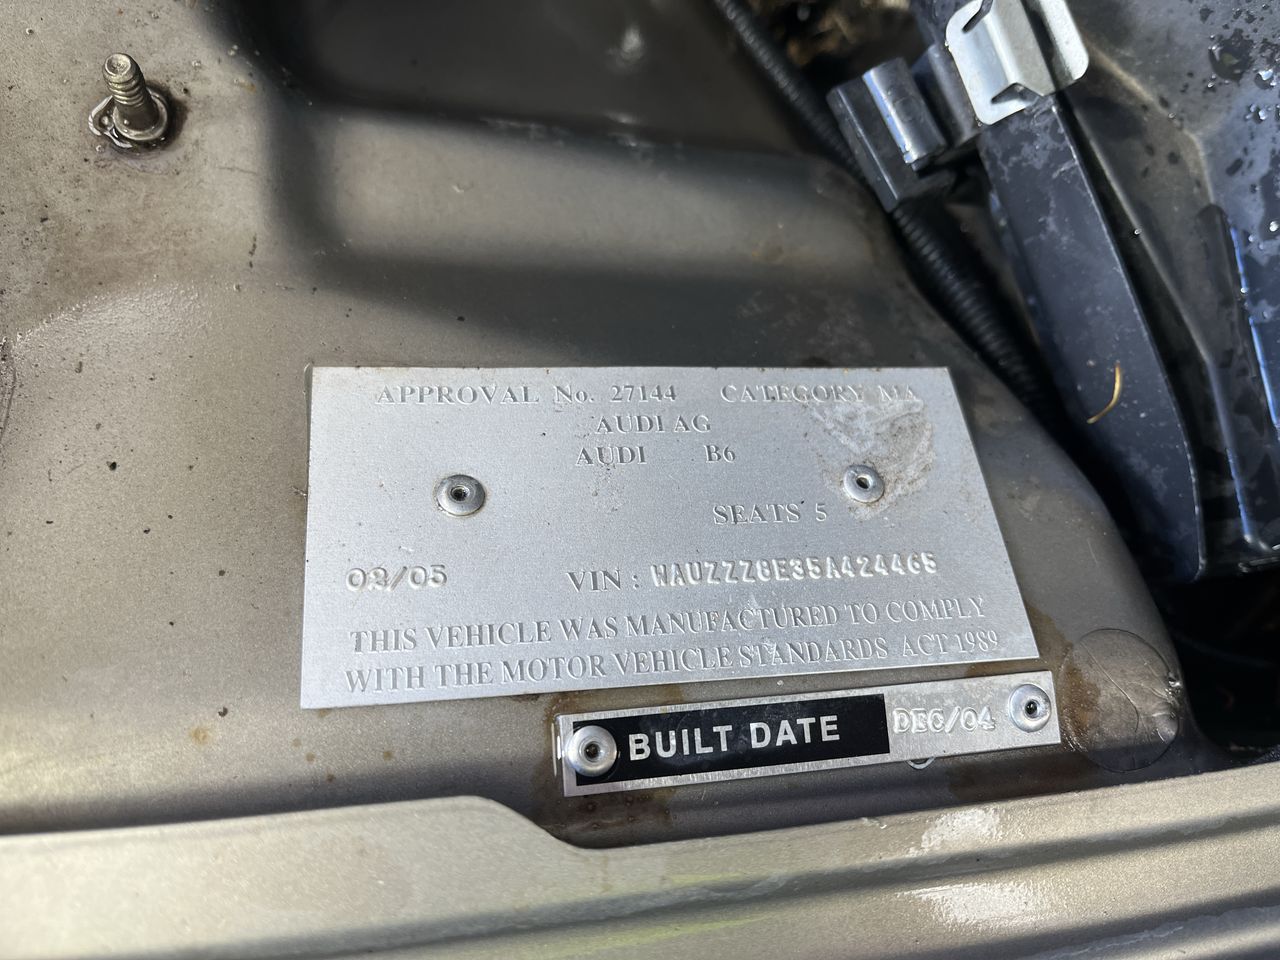 APPROVAL No. 27144 CATEGORY MA
AUDI AG
AUDI B6
SEATS 5
02/05 VIN : WAUZZZ8E35A424465
THIS VEHICLE WAS MANUFACTURED TO COMPLY
WITH THE MOTOR VEHICLE STANDARDS ACT 1989
BUILT DATE DEC/04